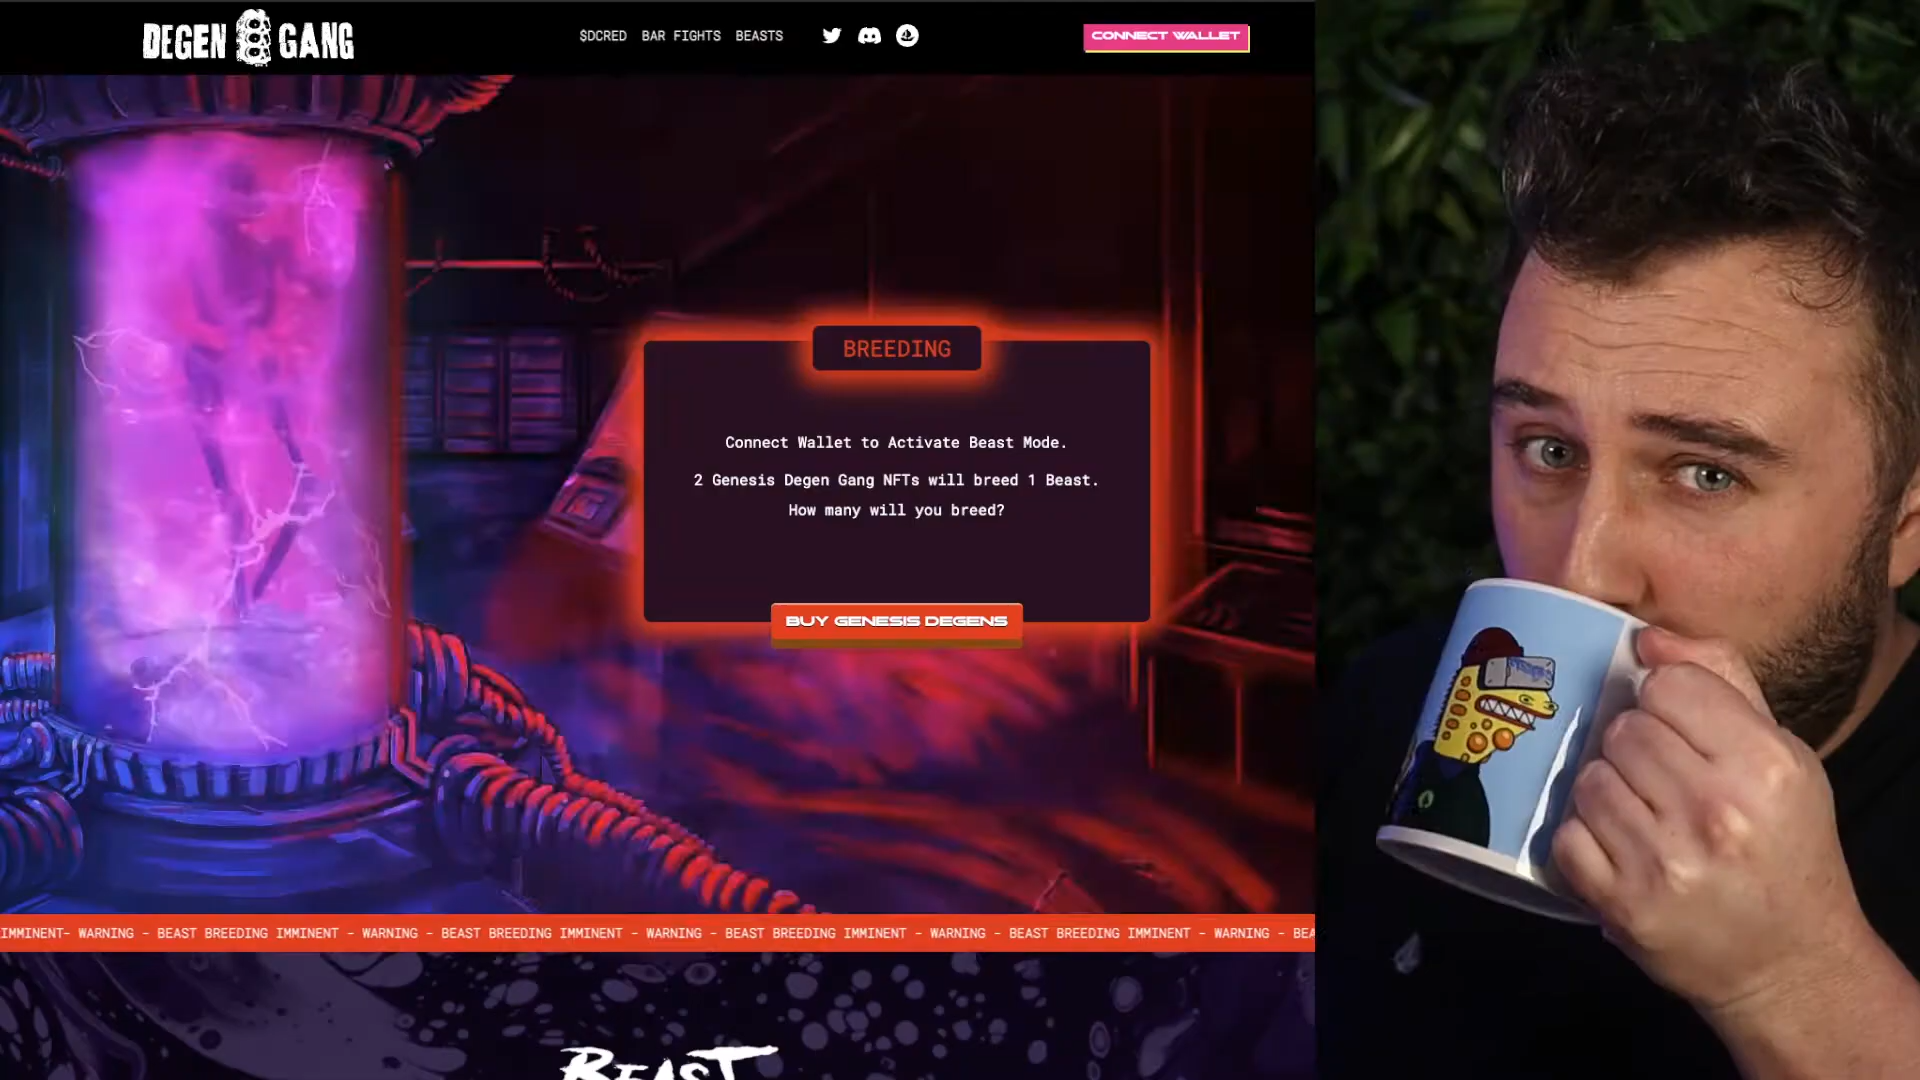 DEGEN GANG
$DCRED BAR FIGHTS BEASTS
CONNECT WALLET
BREEDING
Connect Wallet to Activate Beast Mode.
2 Genesis Degen Gang NFTs will breed 1 Beast.
How many will you breed?
BUY GENESIS DEGENS
IMMINENT- WARNING - BEAST BREEDING IMMINENT - WARNING - BEAST BREEDING IMMINENT - WARNING - BEAST BREEDING IMMINENT - WARNING - BEAST BREEDING IMMINENT - WARNING - BEA
BEAST